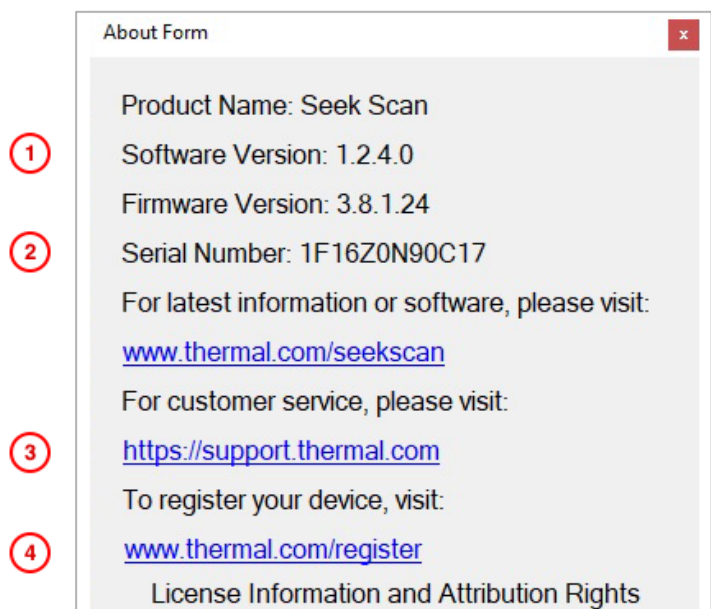 About Form
x
Product Name: Seek Scan
1
Software Version: 1.2.4.0
Firmware Version: 3.8.1.24
2
Serial Number: 1F16Z0N90C17
For latest information or software, please visit:
www.thermal.com/seekscan
For customer service, please visit:
3
https://support.thermal.com
To register your device, visit:
4
www.thermal.com/register
License Information and Attribution Rights